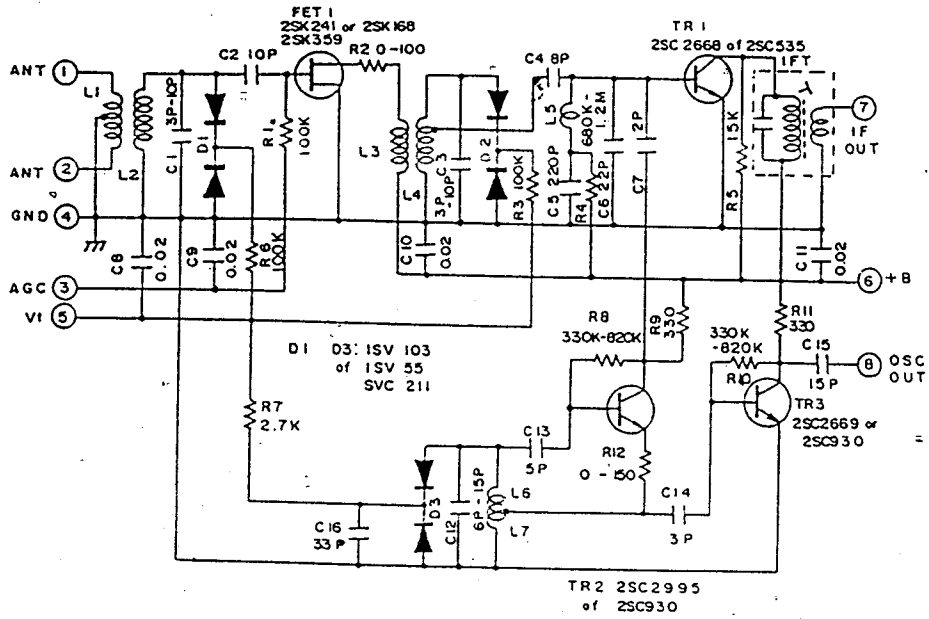 FET 1
2SK241 or 2SK168
2SK359
TR 1
2SC 2668 of 2SC535
IFT
ANT 1
C2 10P
R2 0-100
C4 8P
7
IF
OUT
L1
3P-10P
C1
D1
R1
100K
L2
L3
L4
C3
3P-10P
D2
R3 100K
L5
680K-
1.2M
C5 220P
R4
C6 22P
2P
C7
15K
R5
ANT 2
GND 4
C8
0.02
C9
0.02
R6
100K
C10
0.02
C11
0.02
AGC 3
6 +B
V1 5
R8
330K-820K
R9
330
R11
330
D1 D3: 1SV 103
of 1SV 55
SVC 211
330K
-820K
R10
C15
15P
8 OSC
OUT
TR3
2SC2669 or
2SC930
R7
2.7K
C13
5P
R12
0-150
C14
3P
D3
C12
6P-15P
L6
L7
C16
33P
TR2 2SC2995
of 2SC930